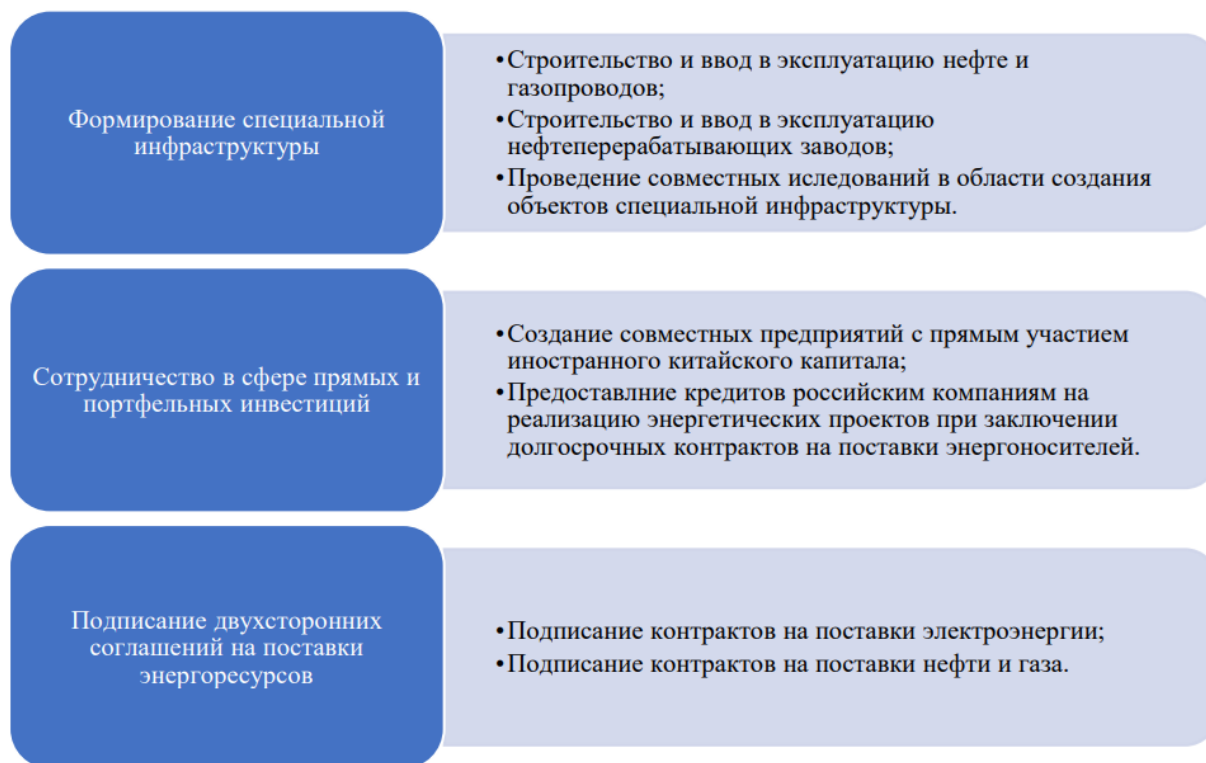 Формирование специальной
инфраструктуры
•Строительство и ввод в эксплуатацию нефте и
газопроводов;
•Строительство и ввод в эксплуатацию
нефтеперерабатывающих заводов;
•Проведение совместных иследований в области создания
объектов специальной инфраструктуры.
Сотрудничество в сфере прямых и
портфельных инвестиций
•Создание совместных предприятий с прямым участием
иностранного китайского капитала;
•Предоставлние кредитов российским компаниям на
реализацию энергетических проектов при заключении
долгосрочных контрактов на поставки энергоносителей.
Подписание двухсторонних
соглашений на поставки
энергоресурсов
•Подписание контрактов на поставки электроэнергии;
•Подписание контрактов на поставки нефти и газа.